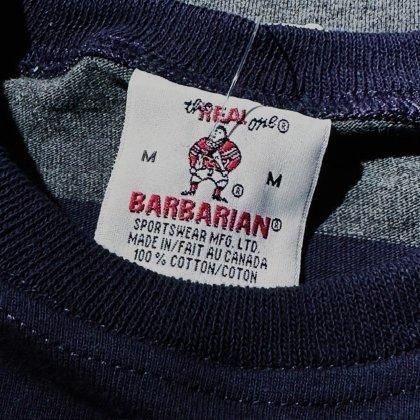 the REAL one®
M M
®
BARBARIAN®
SPORTSWEAR MFG. LTD.
MADE IN/FAIT AU CANADA
100% COTTON/COTON